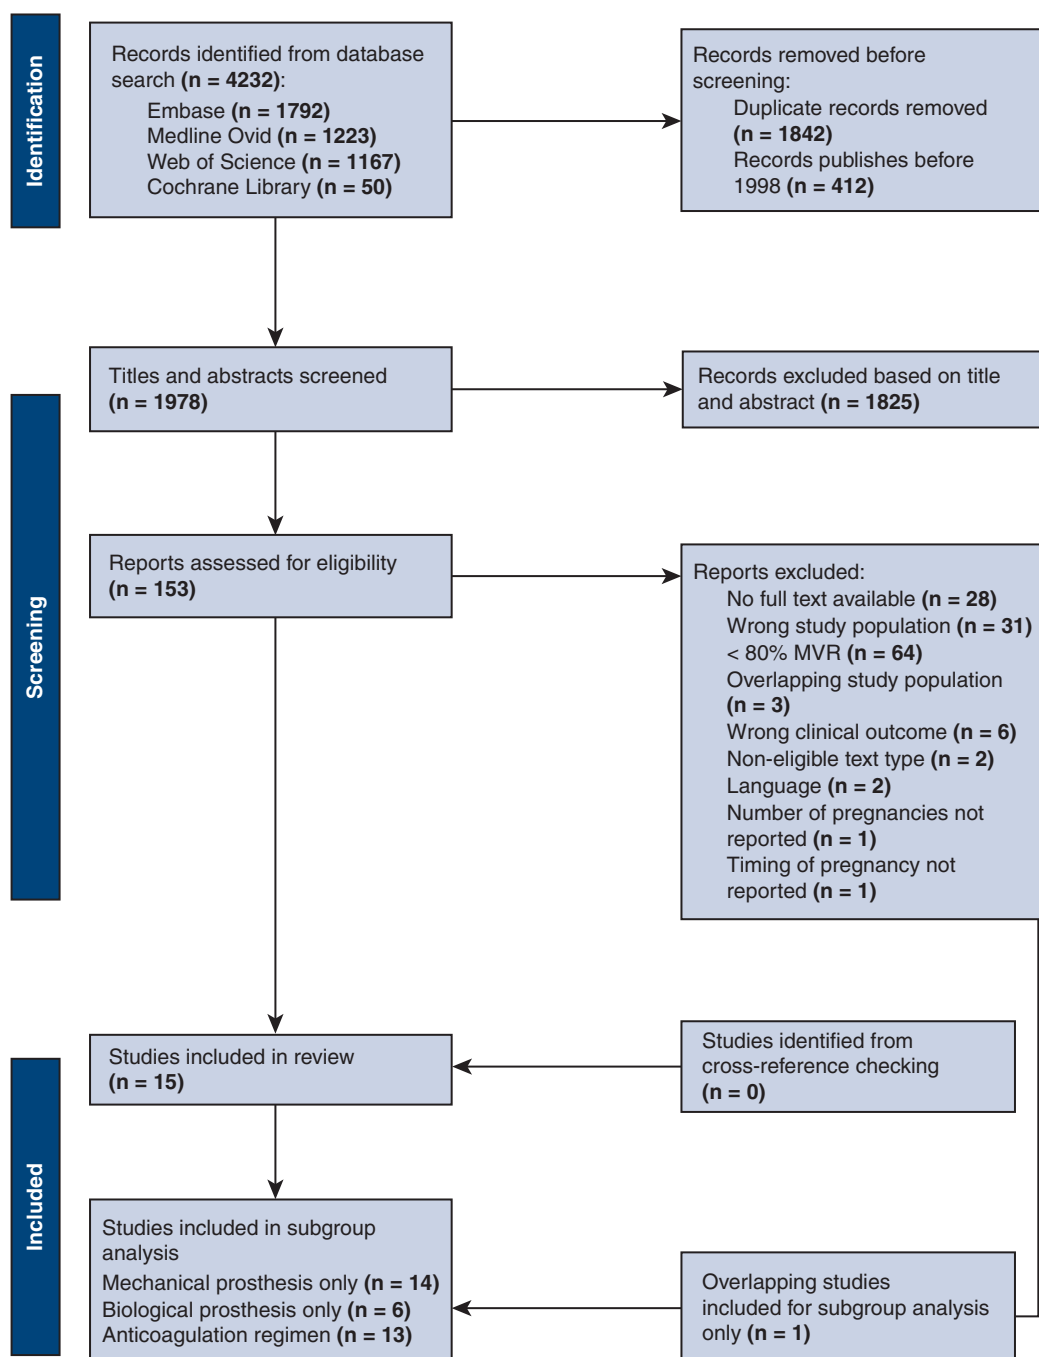 Identification
Records identified from database
search (n = 4232):
Embase (n = 1792)
Medline Ovid (n = 1223)
Web of Science (n = 1167)
Cochrane Library (n = 50)
Records removed before
screening:
Duplicate records removed
(n = 1842)
Records publishes before
1998 (n = 412)
Screening
Titles and abstracts screened
(n = 1978)
Records excluded based on title
and abstract (n = 1825)
Reports assessed for eligibility
(n = 153)
Reports excluded:
No full text available (n = 28)
Wrong study population (n = 31)
< 80% MVR (n = 64)
Overlapping study population
(n = 3)
Wrong clinical outcome (n = 6)
Non-eligible text type (n = 2)
Language (n = 2)
Number of pregnancies not
reported (n = 1)
Timing of pregnancy not
reported (n = 1)
Included
Studies included in review
(n = 15)
Studies identified from
cross-reference checking
(n = 0)
Studies included in subgroup
analysis
Mechanical prosthesis only (n = 14)
Biological prosthesis only (n = 6)
Anticoagulation regimen (n = 13)
Overlapping studies
included for subgroup analysis
only (n = 1)